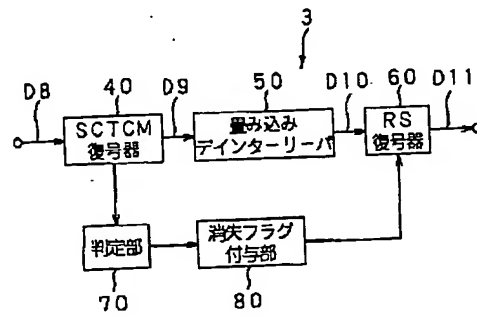 3
40
50
60
D8
D9
D10
D11
SCTCM
復号器
畳み込み
デインターリーバ
RS
復号器
判定部
消失フラグ
付与部
70
80